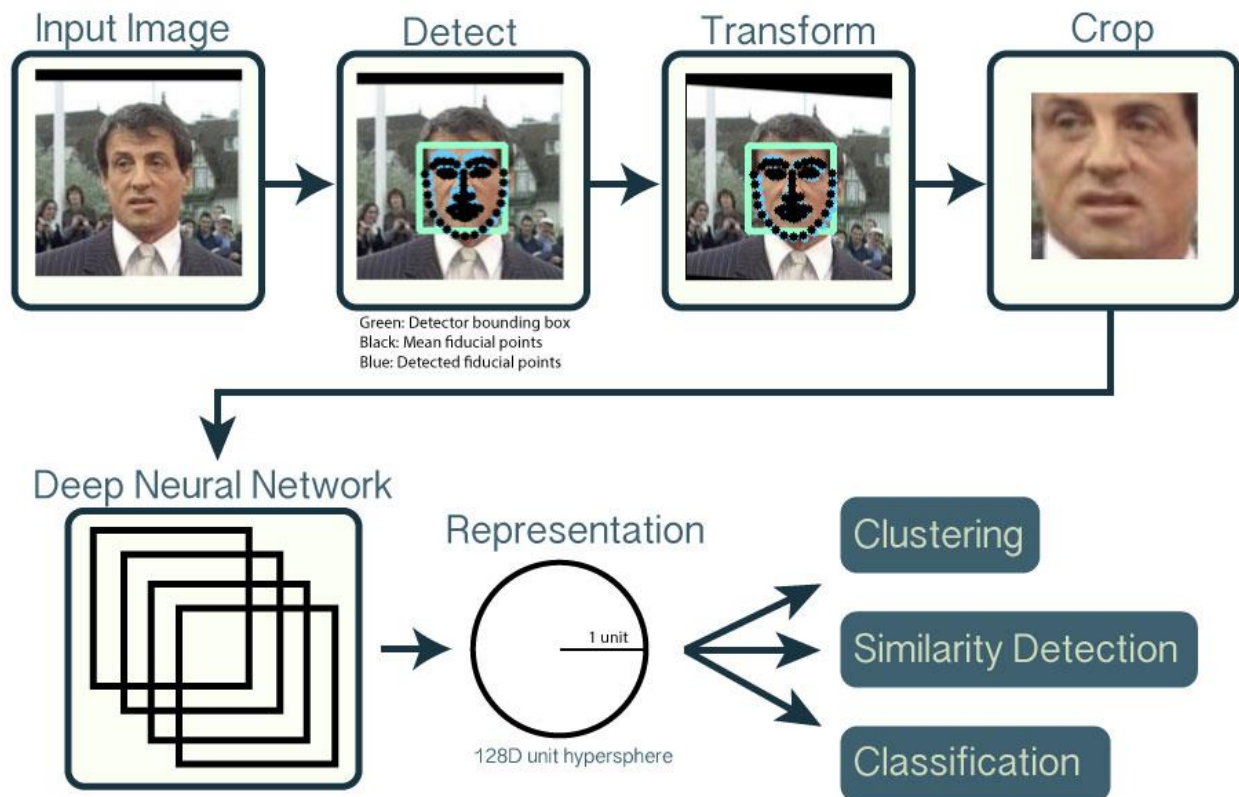 Input Image
Detect
Transform
Crop
Green: Detector bounding box
Black: Mean fiducial points
Blue: Detected fiducial points
Deep Neural Network
Representation
1 unit
128D unit hypersphere
Clustering
Similarity Detection
Classification